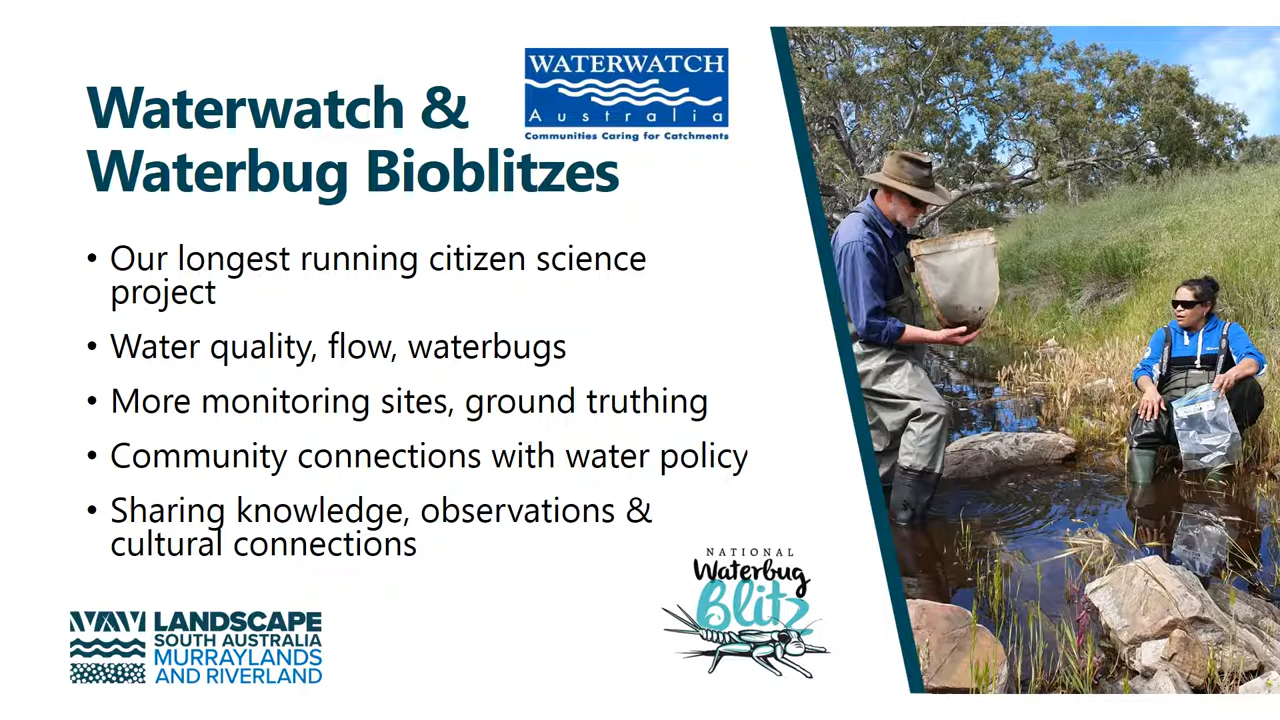 Waterwatch &
Waterbug Bioblitzes
WATERWATCH
Australia
Communities Caring for Catchments
• Our longest running citizen science
project
• Water quality, flow, waterbugs
• More monitoring sites, ground truthing
• Community connections with water policy
• Sharing knowledge, observations &
cultural connections
NATIONAL
Waterbug
Blitz
LANDSCAPE
SOUTH AUSTRALIA
MURRAYLANDS
AND RIVERLAND